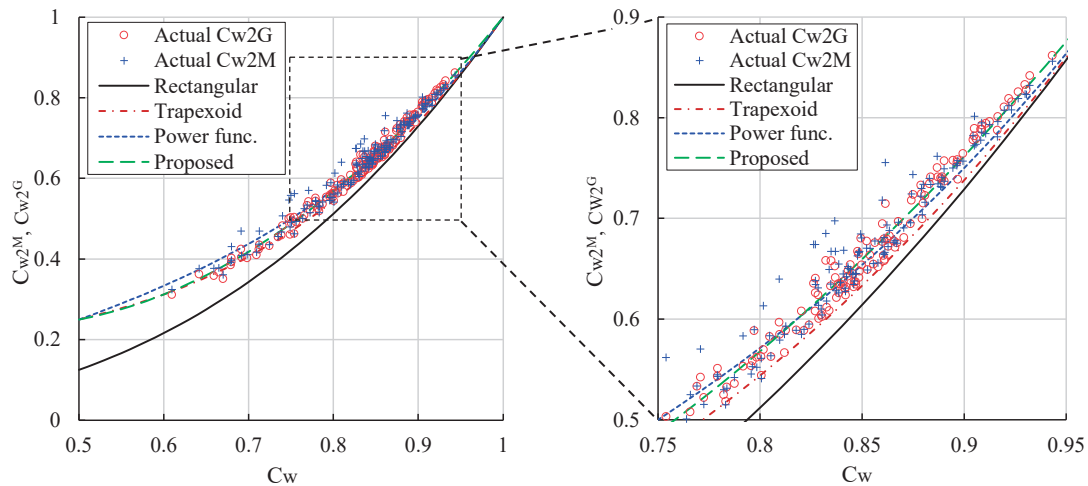 1
0.8
0.6
0.4
0.2
0
0.5
0.6
0.7
0.8
0.9
1
Cw
Cw2ᴹ, Cw2ᴳ
Actual Cw2G
Actual Cw2M
Rectangular
Trapexoid
Power func.
Proposed
0.9
0.8
0.7
0.6
0.5
0.75
0.8
0.85
0.9
0.95
Cw
Cw2ᴹ, Cw2ᴳ
Actual Cw2G
Actual Cw2M
Rectangular
Trapexoid
Power func.
Proposed